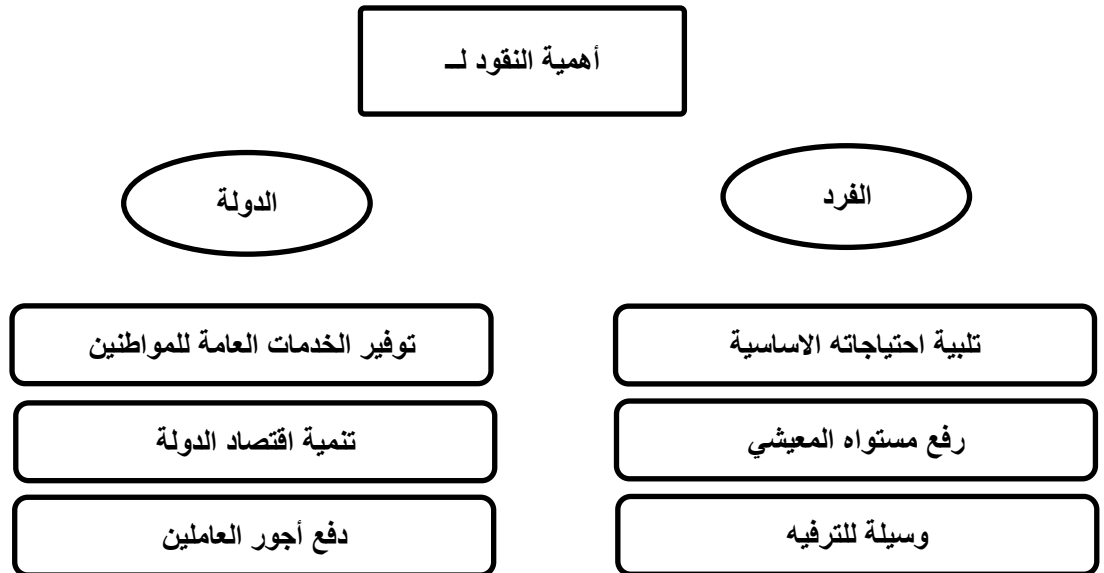 أهمية النقود لــ
الفرد
الدولة
تلبية احتياجاته الاساسية
توفير الخدمات العامة للمواطنين
رفع مستواه المعيشي
تنمية اقتصاد الدولة
وسيلة للترفيه
دفع أجور العاملين